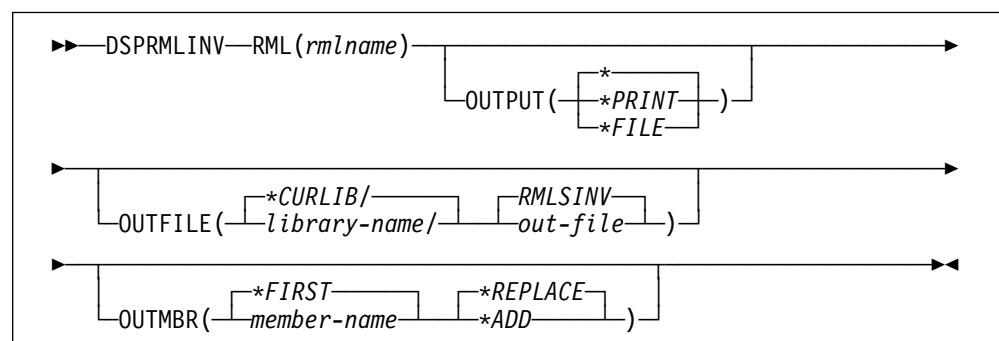 DSPRMLINV RML(rmlname)
*
OUTPUT( *PRINT )
*FILE
*CURLIB/ RMLSINV
OUTFILE( library-name/ out-file )
*FIRST *REPLACE
OUTMBR( member-name *ADD )